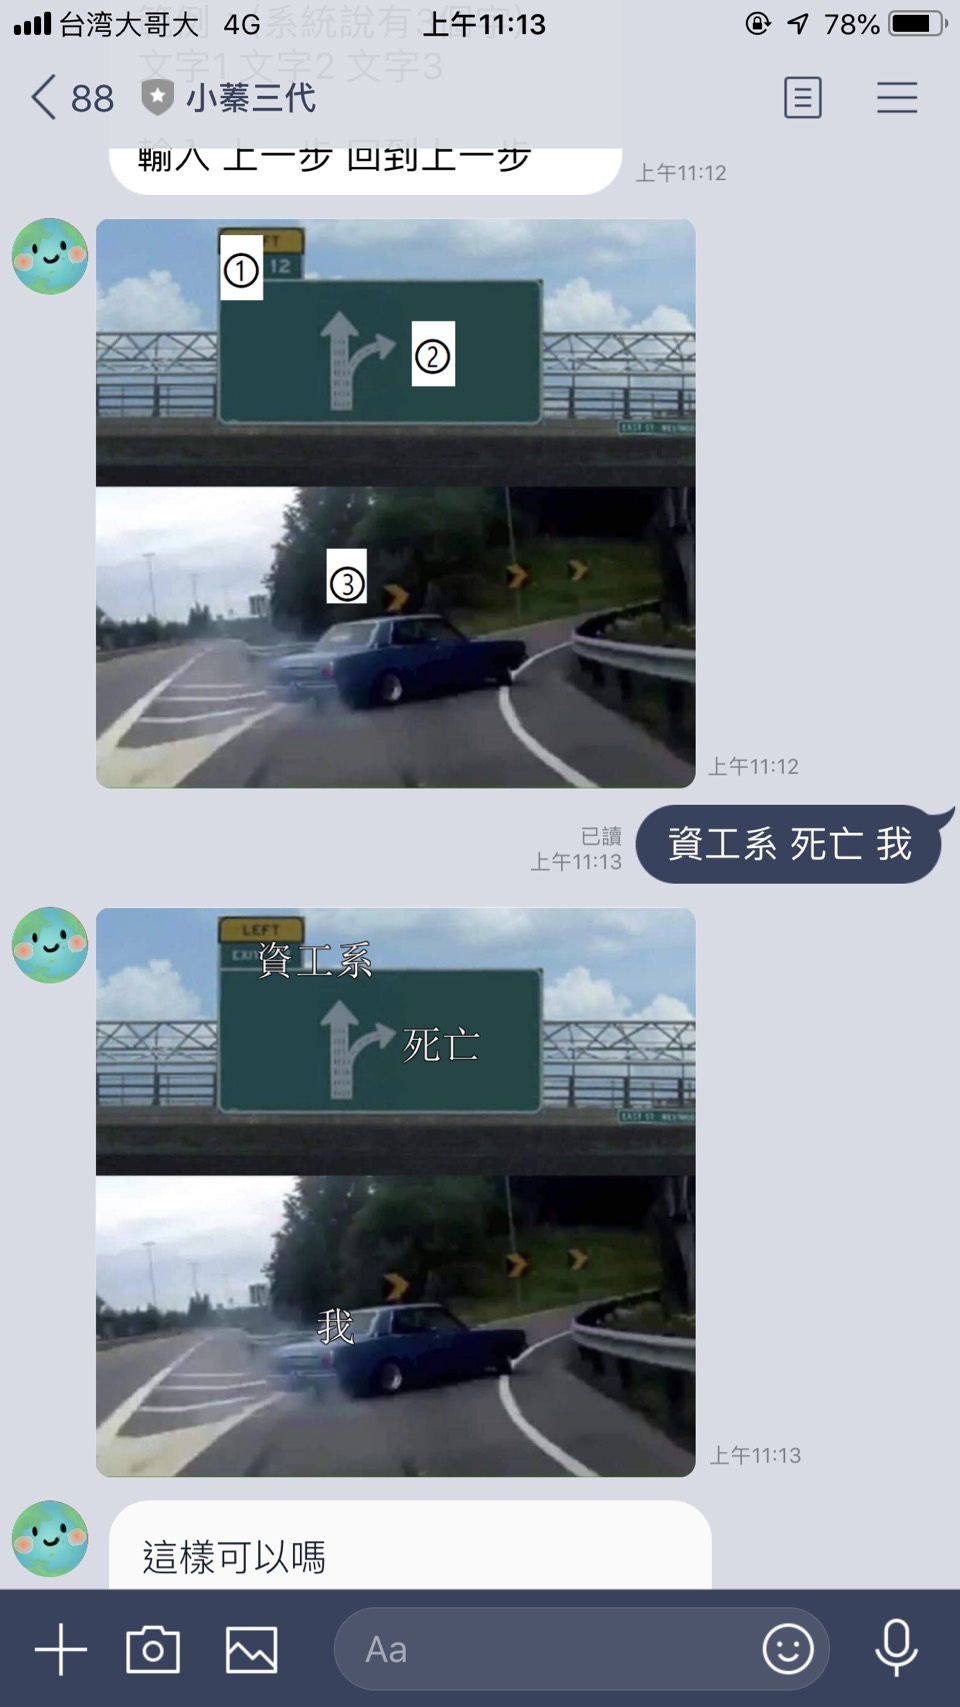 台湾大哥大 4G 上午11:13 78%
範例 (系統說有3個字)
文字1 文字2 文字3
88 小蓁三代
輸入 上一步 回到上一步
上午11:12
FT
12
①
②
③
上午11:12
已讀
上午11:13
資工系 死亡 我
LEFT
資工系
死亡
我
上午11:13
這樣可以嗎
Aa